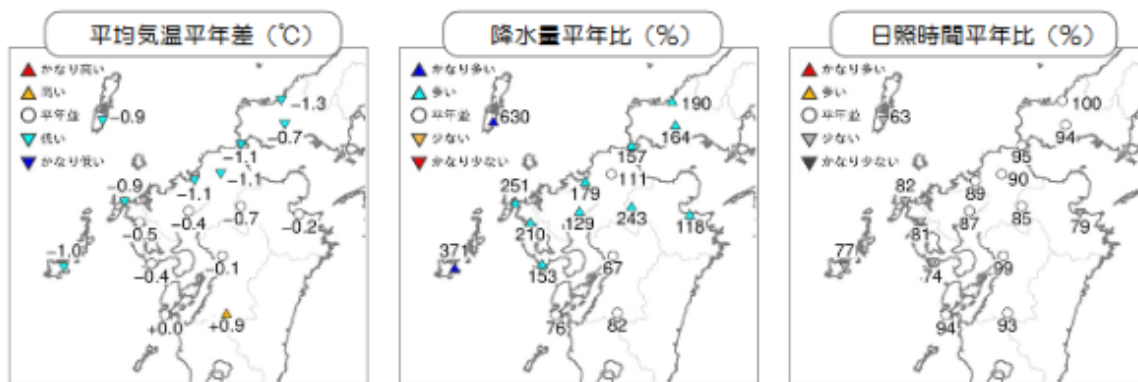 平均気温平年差（℃）
かなり高い
高い
平年並
低い
かなり低い
-1.3
-0.9
-0.7
-1.1
-1.1
-1.1
-0.9
-0.4
-0.7
-0.2
-0.5
-1.0
-0.4
-0.1
+0.0
+0.9
降水量平年比（％）
かなり多い
多い
平年並
少ない
かなり少ない
190
630
164
157
111
179
251
129
243
118
210
371
153
67
76
82
日照時間平年比（％）
かなり多い
多い
平年並
少ない
かなり少ない
100
63
94
95
90
89
82
87
85
79
81
77
74
99
94
93